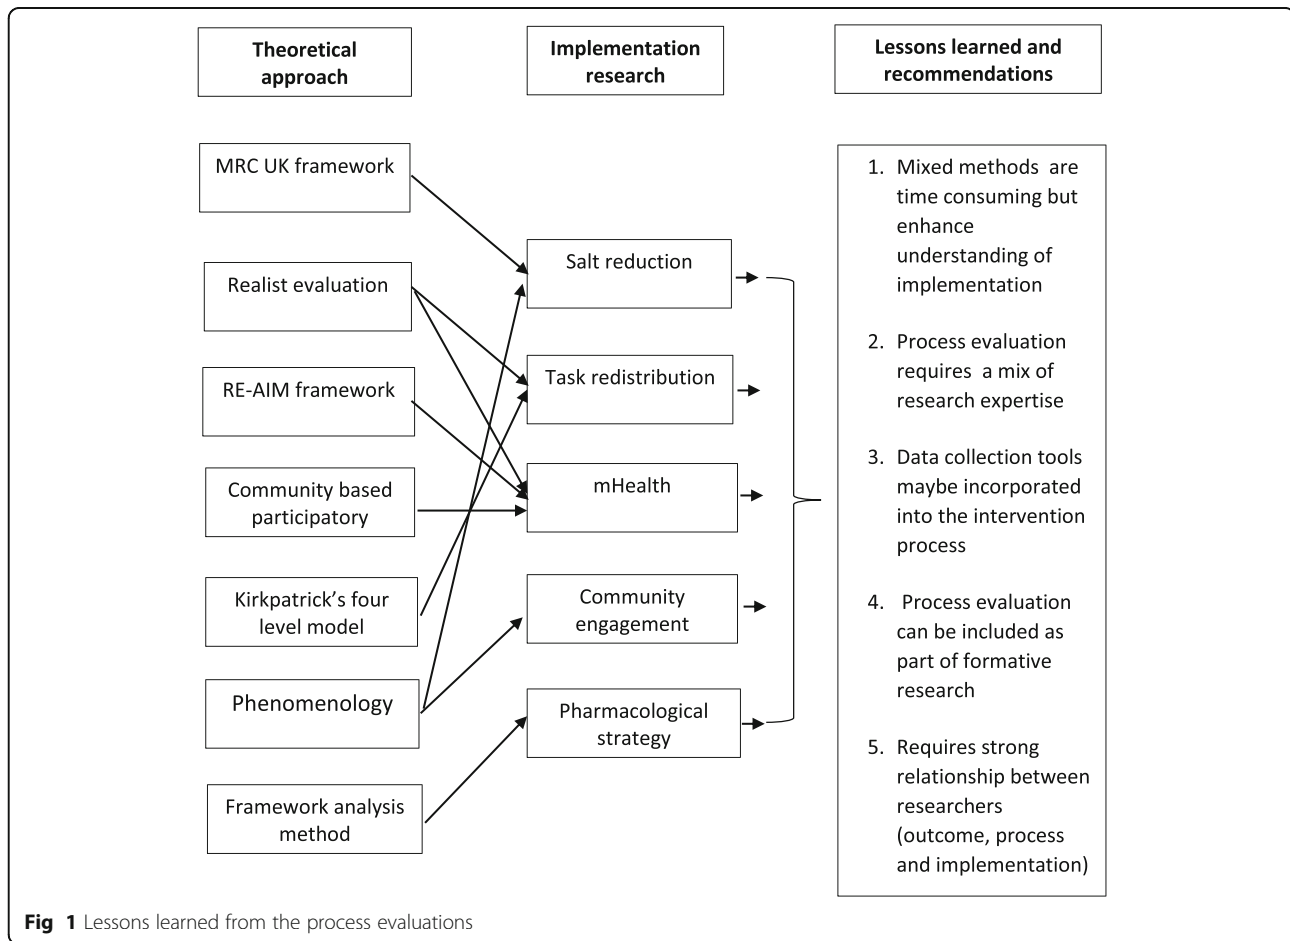 Theoretical
approach
Implementation
research
Lessons learned and
recommendations
MRC UK framework
Realist evaluation
RE-AIM framework
Community based
participatory
Kirkpatrick’s four
level model
Phenomenology
Framework analysis
method
Salt reduction
Task redistribution
mHealth
Community
engagement
Pharmacological
strategy
1. Mixed methods are
time consuming but
enhance
understanding of
implementation
2. Process evaluation
requires a mix of
research expertise
3. Data collection tools
maybe incorporated
into the intervention
process
4. Process evaluation
can be included as
part of formative
research
5. Requires strong
relationship between
researchers
(outcome, process
and implementation)
Fig 1 Lessons learned from the process evaluations